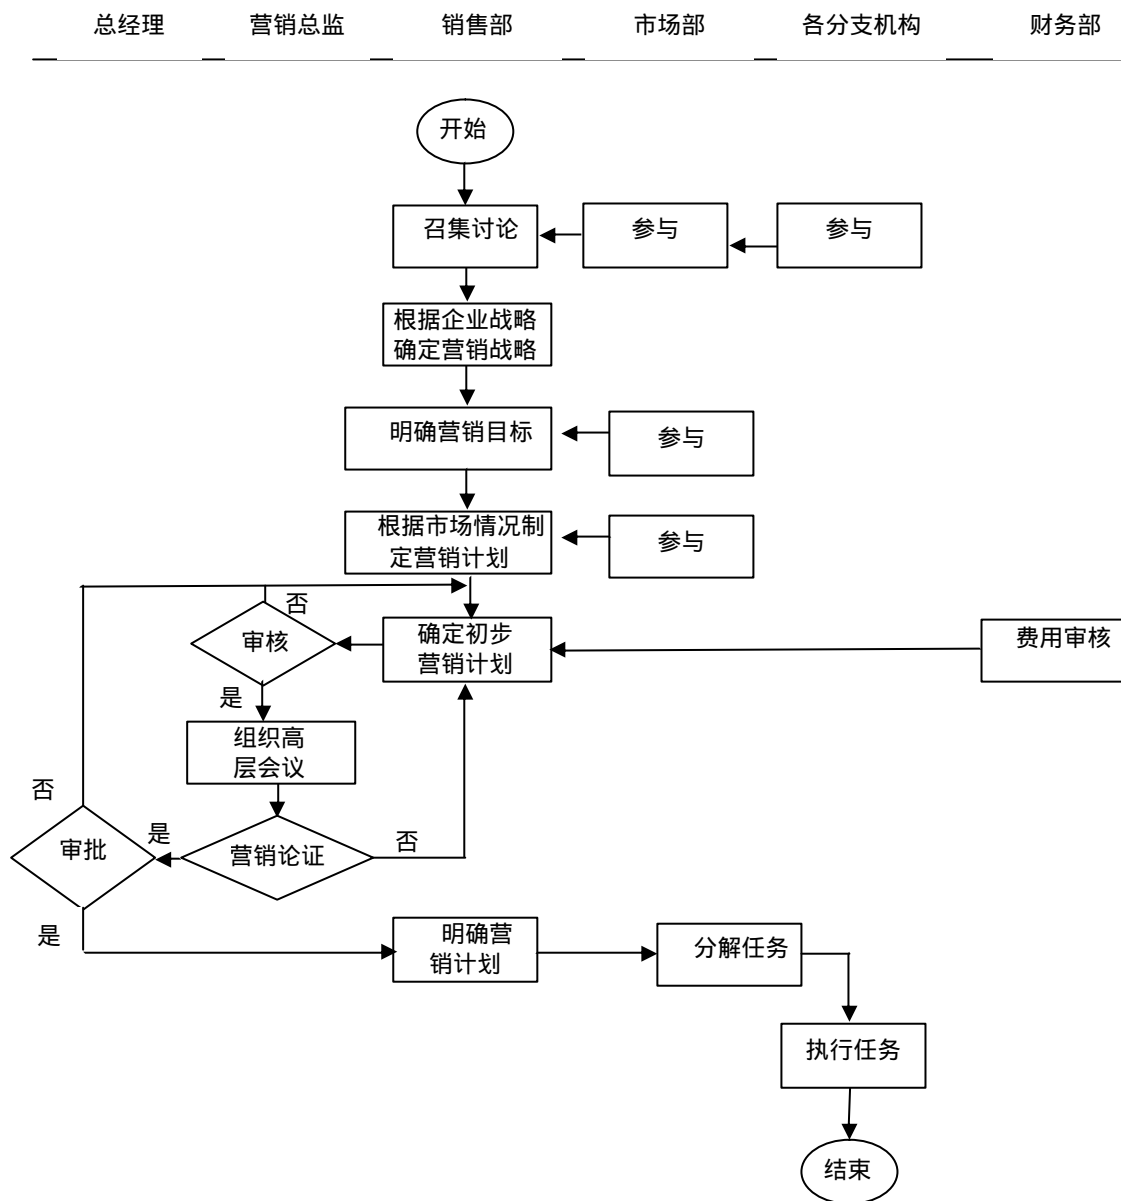 总经理
营销总监
销售部
市场部
各分支机构
财务部
开始
召集讨论
参与
参与
根据企业战略
确定营销战略
明确营销目标
参与
根据市场情况制
定营销计划
参与
否
审核
确定初步
营销计划
费用审核
是
组织高
层会议
否
审批
是
营销论证
否
是
明确营
销计划
分解任务
执行任务
结束